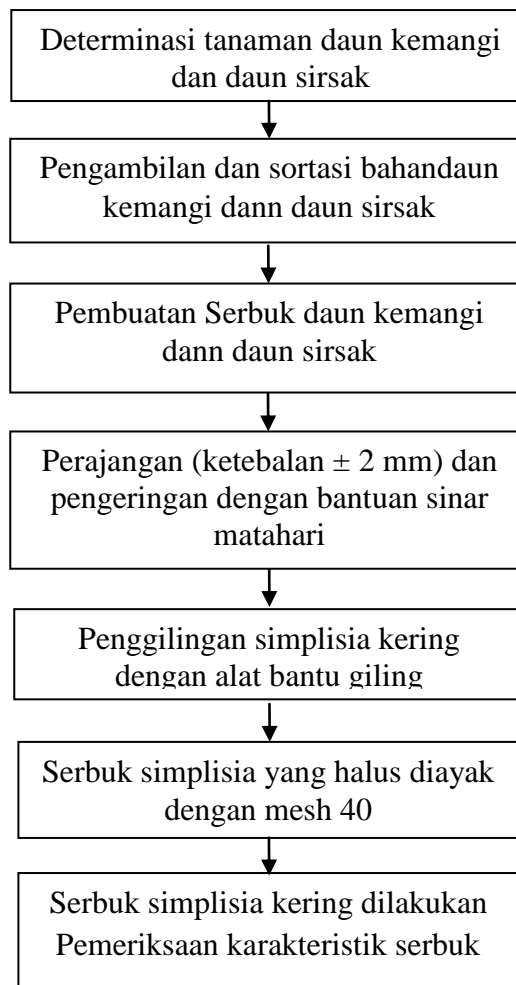 Determinasi tanaman daun kemangi
dan daun sirsak
Pengambilan dan sortasi bahandaun
kemangi dann daun sirsak
Pembuatan Serbuk daun kemangi
dann daun sirsak
Perajangan (ketebalan ± 2 mm) dan
pengeringan dengan bantuan sinar
matahari
Penggilingan simplisia kering
dengan alat bantu giling
Serbuk simplisia yang halus diayak
dengan mesh 40
Serbuk simplisia kering dilakukan
Pemeriksaan karakteristik serbuk